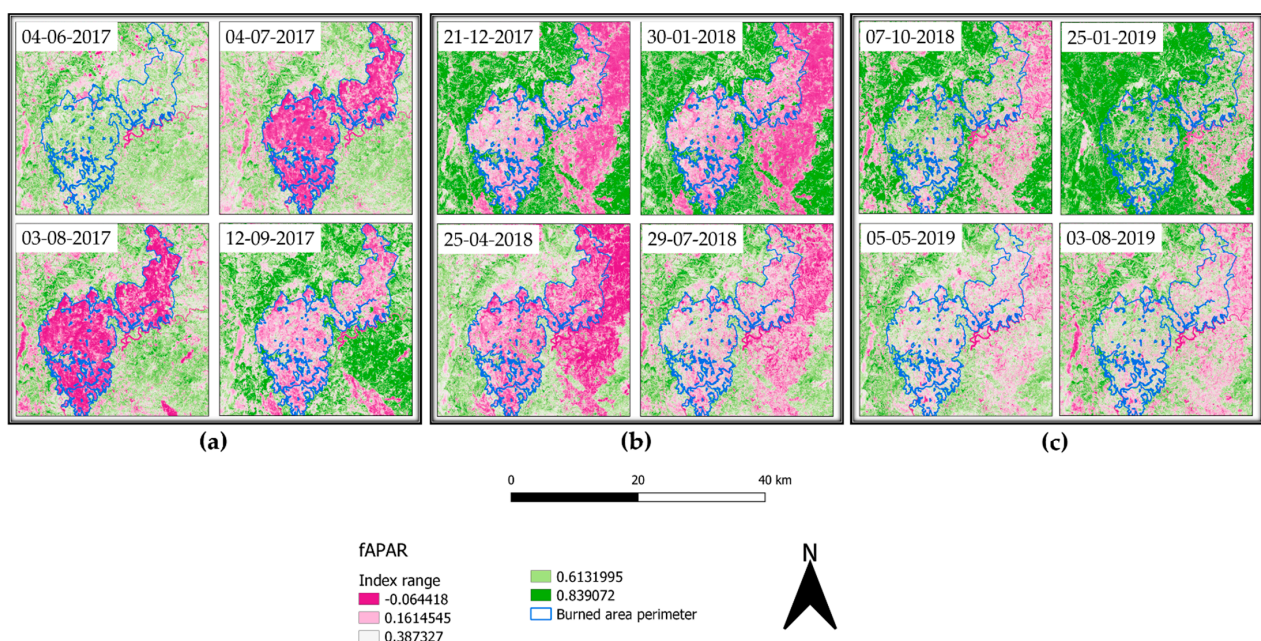 04-06-2017
04-07-2017
03-08-2017
12-09-2017
(a)
21-12-2017
30-01-2018
25-04-2018
29-07-2018
(b)
07-10-2018
25-01-2019
05-05-2019
03-08-2019
(c)
0 20 40 km
fAPAR
Index range
-0.064418
0.1614545
0.387327
0.6131995
0.839072
Burned area perimeter
N